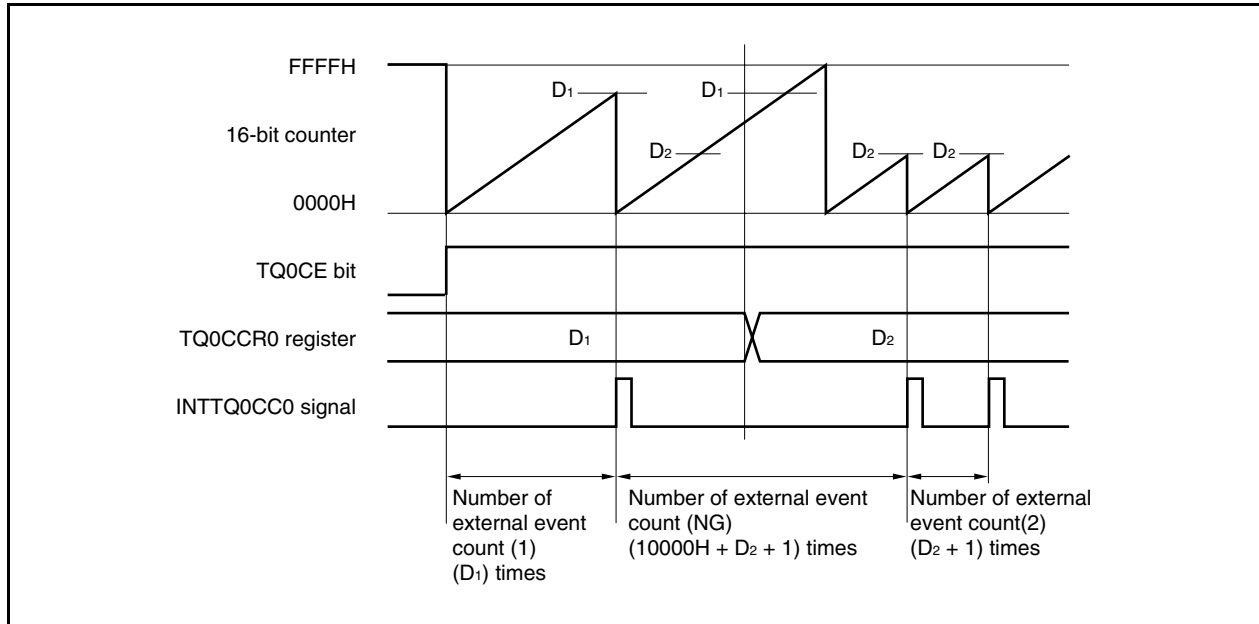 FFFFH
16-bit counter
0000H
D₁
D₂
D₁
D₂
D₂
TQ0CE bit
TQ0CCR0 register
D₁
D₂
INTTQ0CC0 signal
Number of
external event
count (1)
(D₁) times
Number of external event
count (NG)
(10000H + D₂ + 1) times
Number of external
event count(2)
(D₂ + 1) times